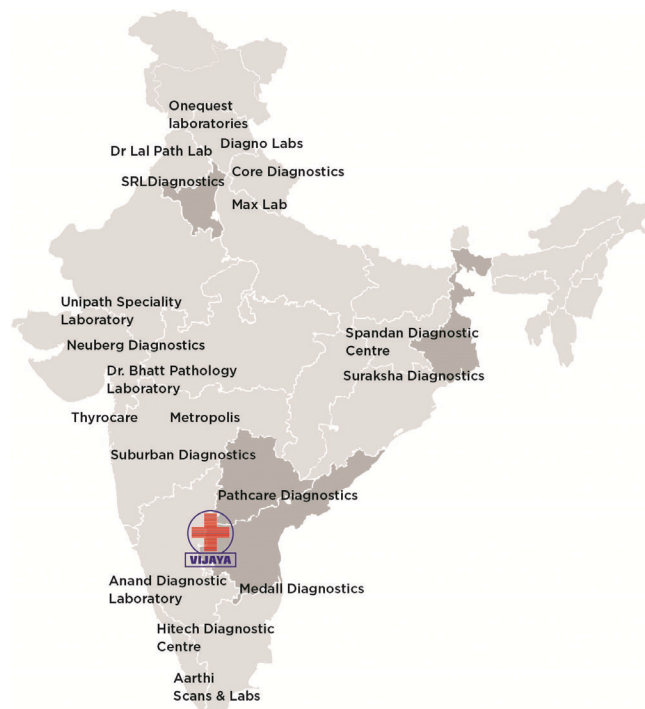 Onequest
laboratories
Diagno Labs
Dr Lal Path Lab
Core Diagnostics
SRLDiagnostics
Max Lab
Unipath Speciality
Laboratory
Spandan Diagnostic
Centre
Neuberg Diagnostics
Dr. Bhatt Pathology
Laboratory
Suraksha Diagnostics
Thyrocare
Metropolis
Suburban Diagnostics
Pathcare Diagnostics
VIJAYA
Anand Diagnostic
Laboratory
Medall Diagnostics
Hitech Diagnostic
Centre
Aarthi
Scans & Labs